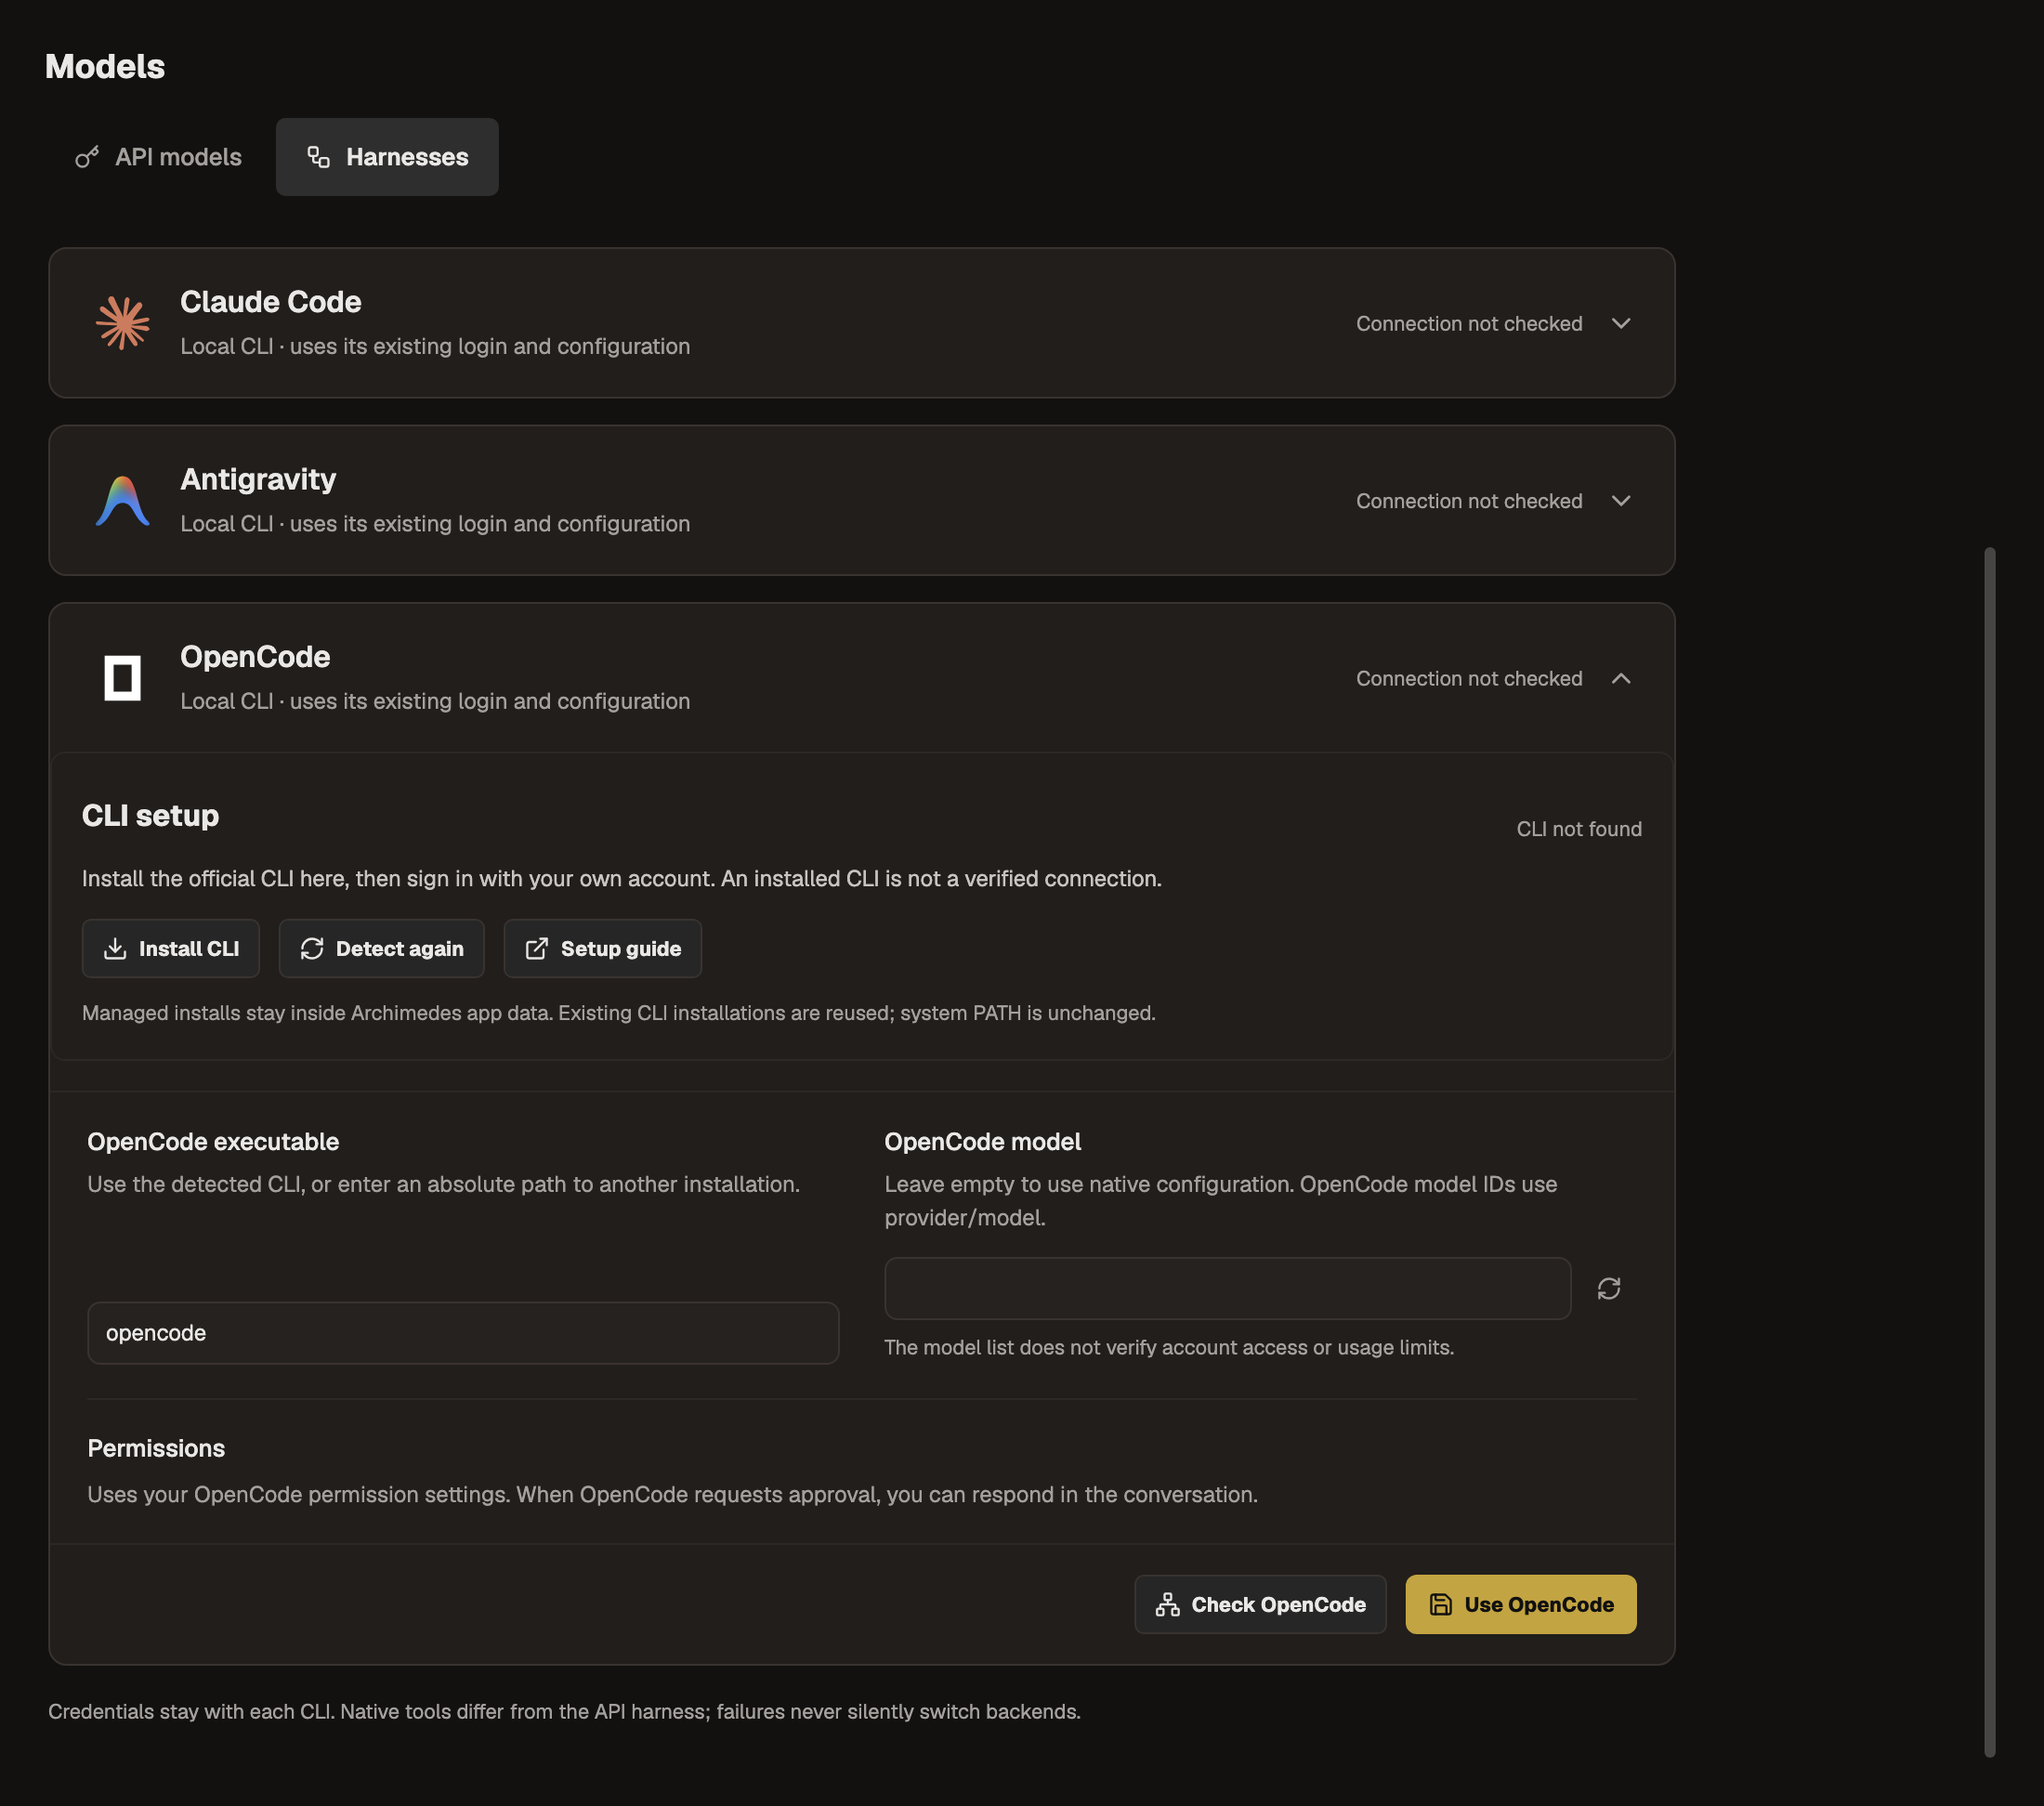 Models
API models
Harnesses
Claude Code
Local CLI · uses its existing login and configuration
Connection not checked
Antigravity
Local CLI · uses its existing login and configuration
Connection not checked
OpenCode
Local CLI · uses its existing login and configuration
Connection not checked
CLI setup
CLI not found
Install the official CLI here, then sign in with your own account. An installed CLI is not a verified connection.
Install CLI
Detect again
Setup guide
Managed installs stay inside Archimedes app data. Existing CLI installations are reused; system PATH is unchanged.
OpenCode executable
Use the detected CLI, or enter an absolute path to another installation.
opencode
OpenCode model
Leave empty to use native configuration. OpenCode model IDs use
provider/model.
The model list does not verify account access or usage limits.
Permissions
Uses your OpenCode permission settings. When OpenCode requests approval, you can respond in the conversation.
Check OpenCode
Use OpenCode
Credentials stay with each CLI. Native tools differ from the API harness; failures never silently switch backends.